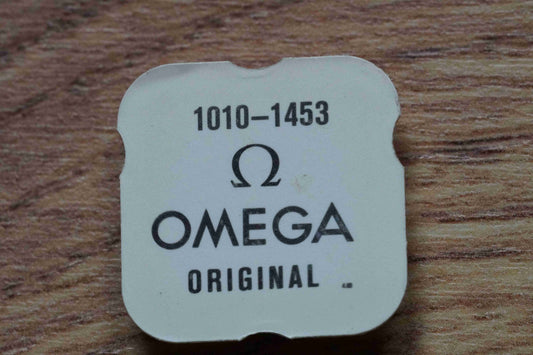 1010-1453
Ω
OMEGA
ORIGINAL